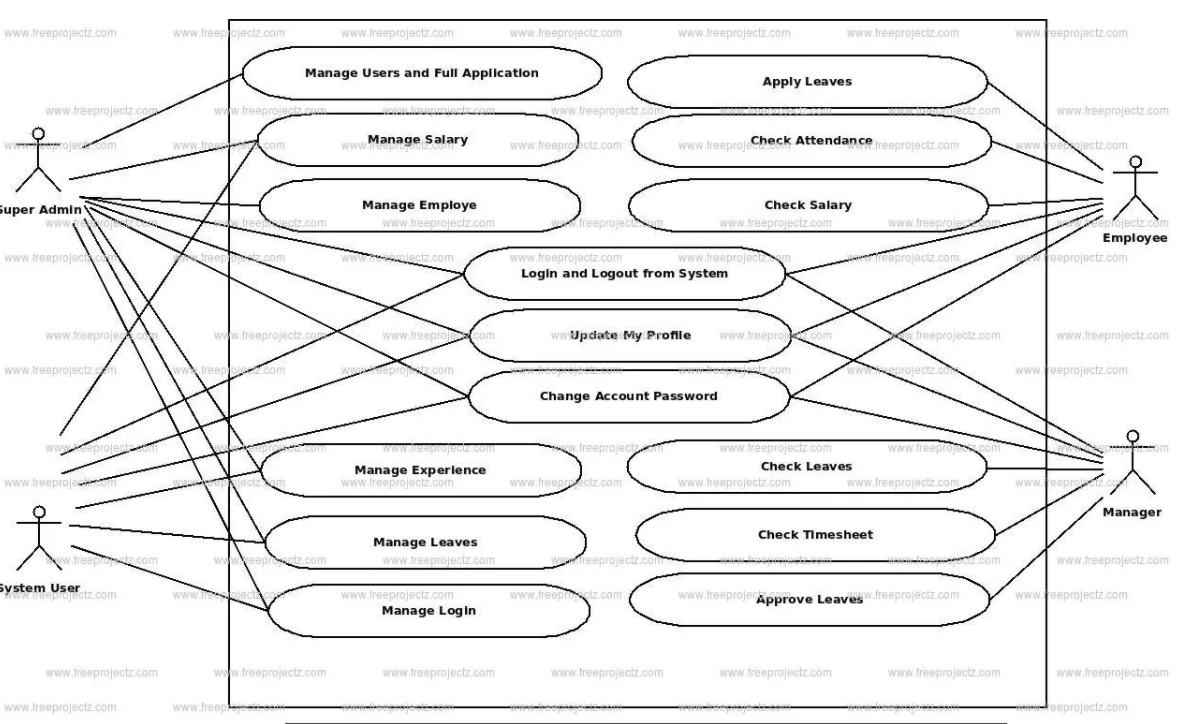 Manage Users and Full Application
Apply Leaves
Manage Salary
Check Attendance
Super Admin
Manage Employe
Check Salary
Employee
Login and Logout from System
Update My Profile
Change Account Password
Manage Experience
Check Leaves
Manager
Manage Leaves
Check Timesheet
System User
Manage Login
Approve Leaves
www.freeprojectz.com